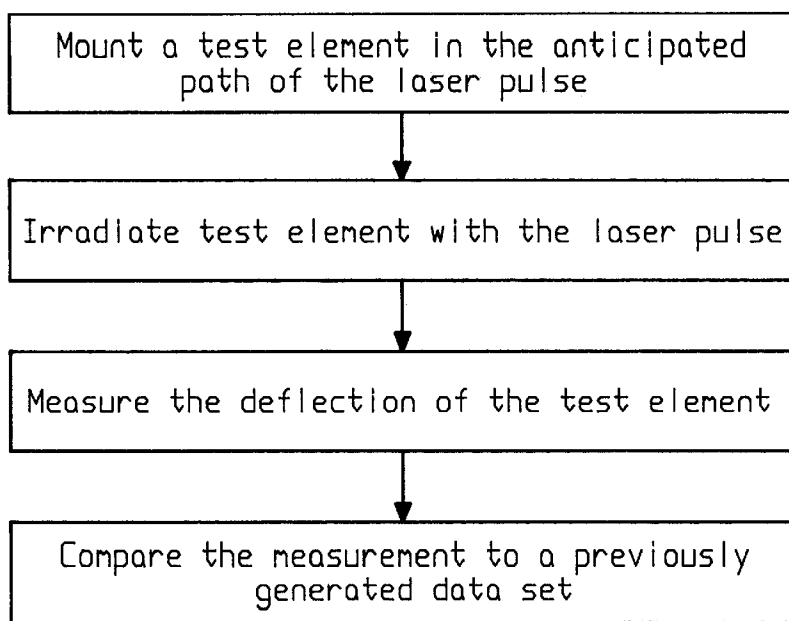 Mount a test element in the anticipated
path of the laser pulse
Irradiate test element with the laser pulse
Measure the deflection of the test element
Compare the measurement to a previously
generated data set